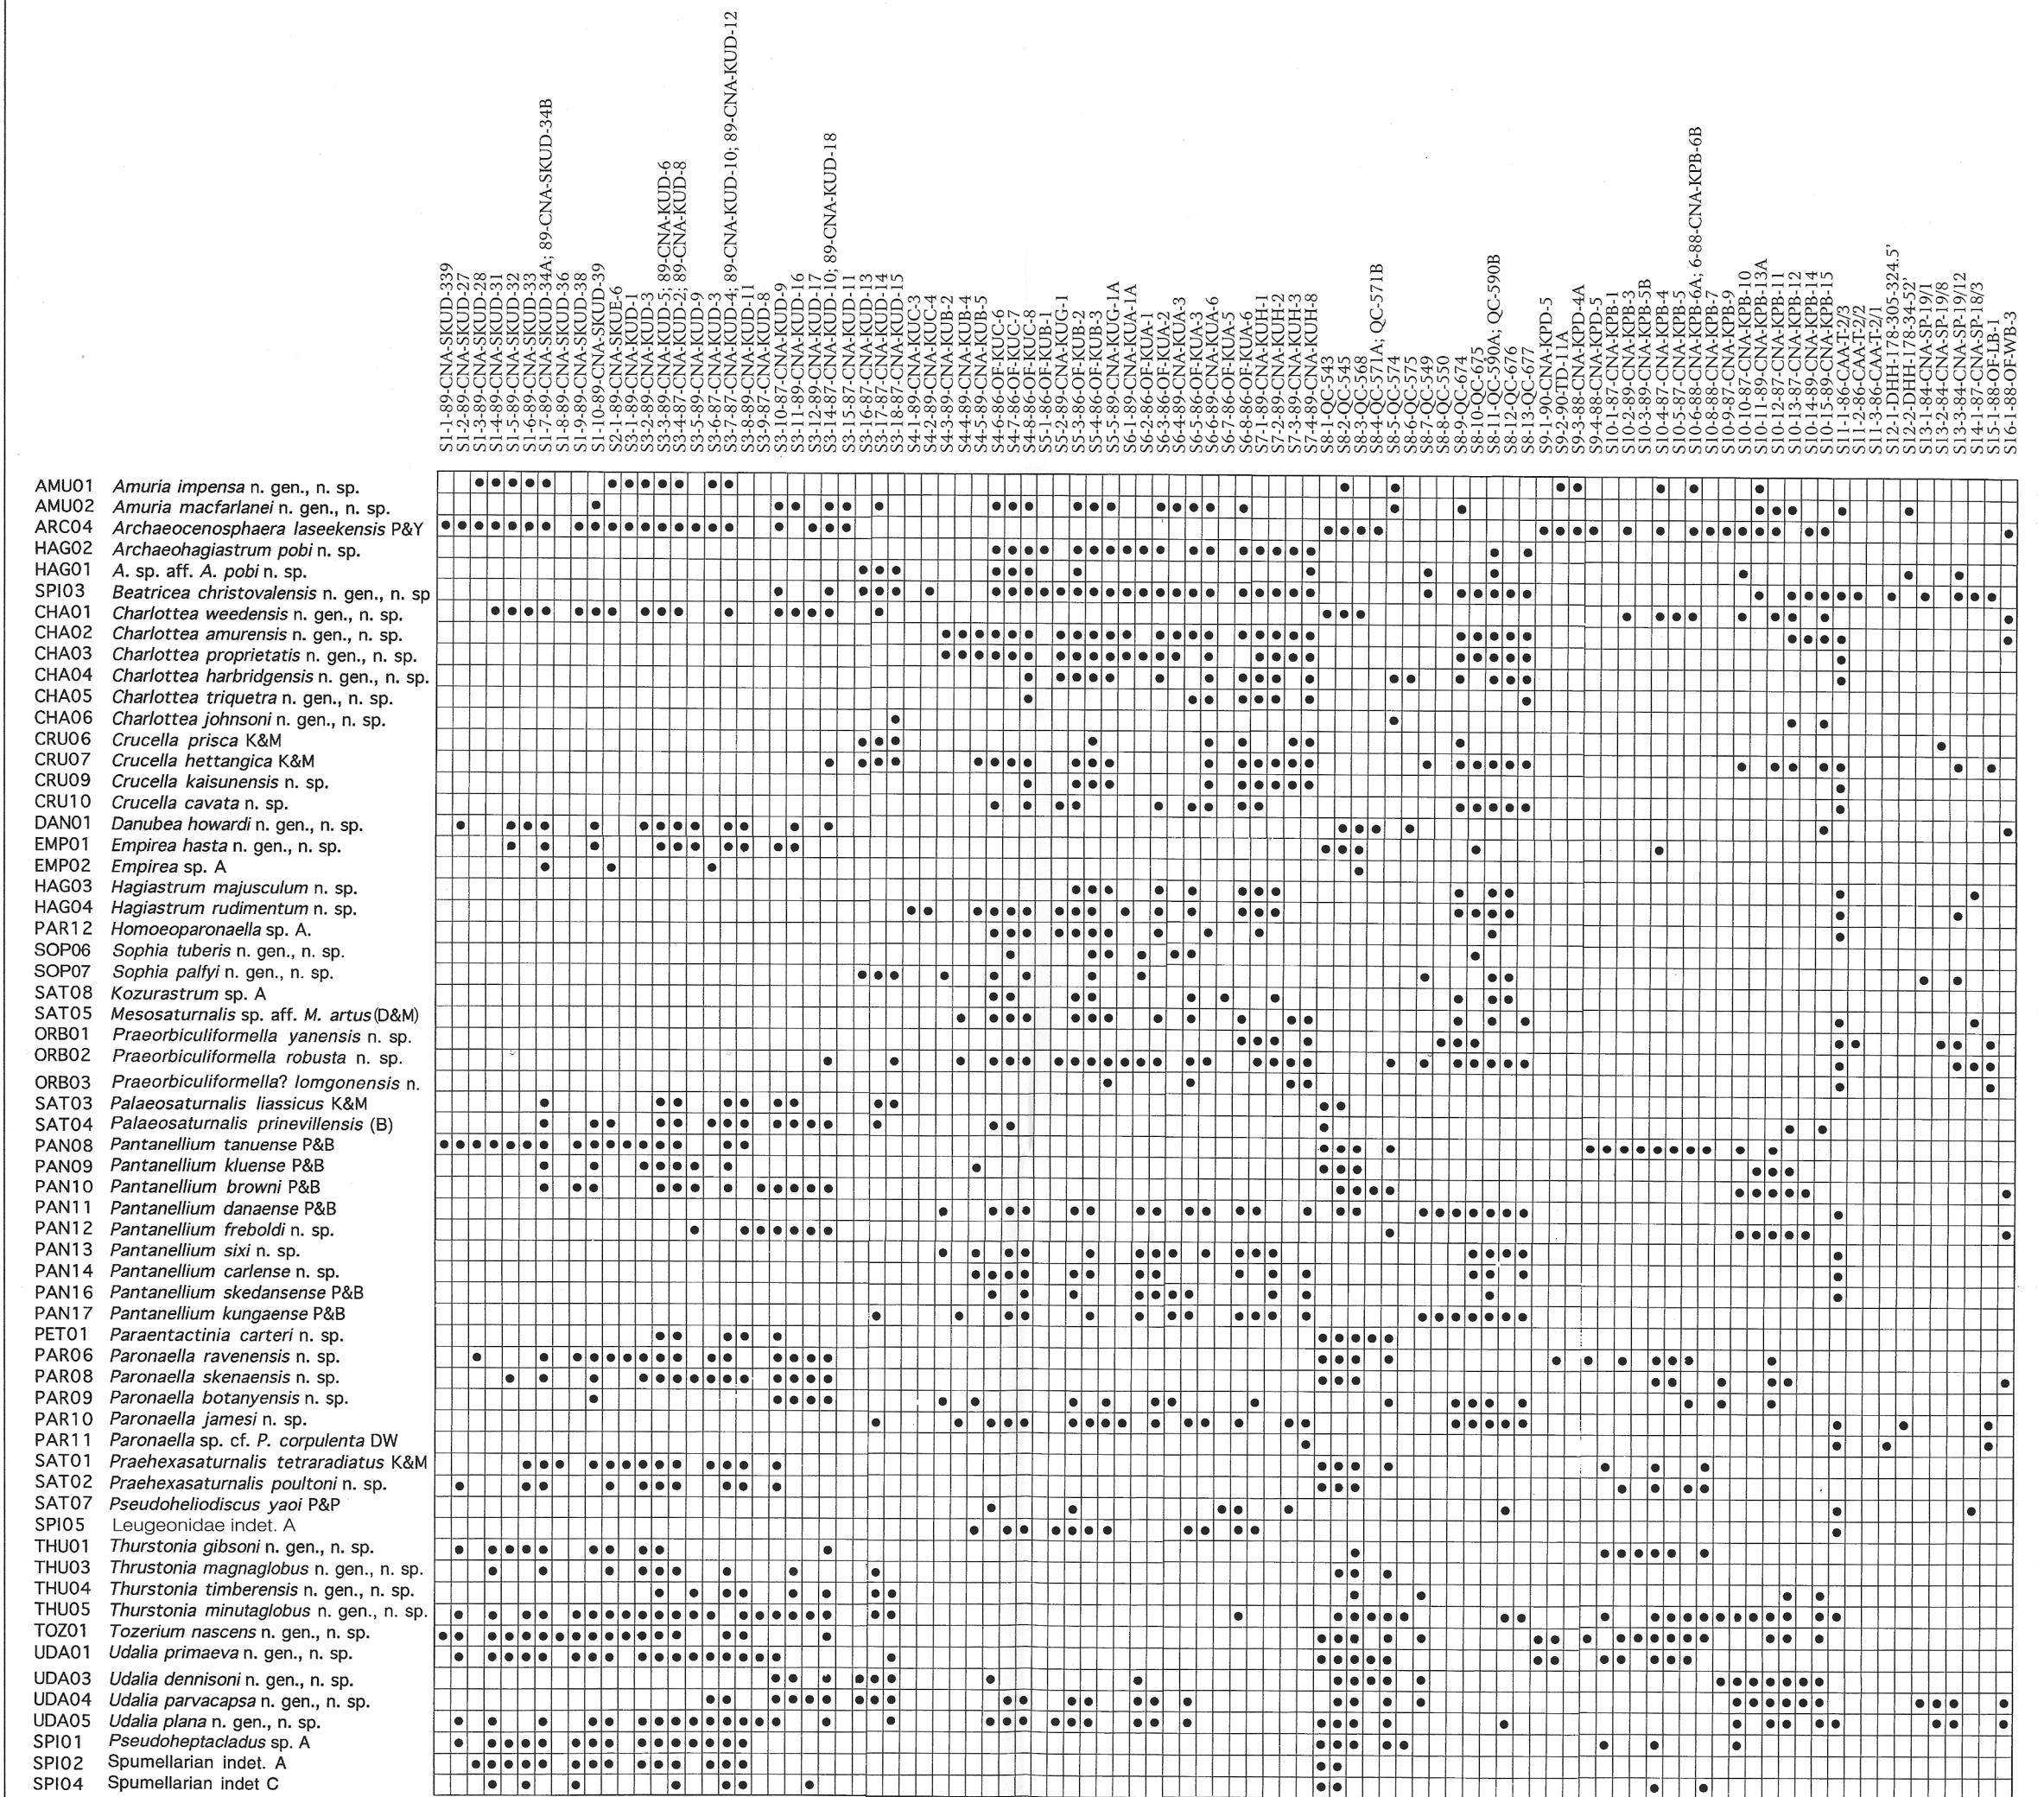 S1-1-89-CNA-SKUD-339
S1-2-89-CNA-SKUD-27
S1-3-89-CNA-SKUD-28
S1-4-89-CNA-SKUD-31
S1-5-89-CNA-SKUD-32
S1-6-89-CNA-SKUD-33
S1-7-89-CNA-SKUD-34A; 89-CNA-SKUD-34B
S1-8-89-CNA-SKUD-36
S1-9-89-CNA-SKUD-38
S1-10-89-CNA-SKUD-39
S2-1-89-CNA-SKUE-6
S3-1-89-CNA-KUD-1
S3-2-89-CNA-KUD-3
S3-3-89-CNA-KUD-5; 89-CNA-KUD-6
S3-4-87-CNA-KUD-2; 89-CNA-KUD-8
S3-5-89-CNA-KUD-9
S3-6-87-CNA-KUD-3
S3-7-87-CNA-KUD-4; 89-CNA-KUD-10; 89-CNA-KUD-12
S3-8-89-CNA-KUD-11
S3-9-87-CNA-KUD-8
S3-10-87-CNA-KUD-9
S3-11-89-CNA-KUD-16
S3-12-89-CNA-KUD-17
S3-14-87-CNA-KUD-10; 89-CNA-KUD-18
S3-15-87-CNA-KUD-11
S3-16-87-CNA-KUD-13
S3-17-87-CNA-KUD-14
S3-18-87-CNA-KUD-15
S4-1-89-CNA-KUC-3
S4-2-89-CNA-KUC-4
S4-3-89-CNA-KUB-2
S4-4-89-CNA-KUB-4
S4-5-89-CNA-KUB-5
S4-6-86-OF-KUC-6
S4-7-86-OF-KUC-7
S4-8-86-OF-KUC-8
S5-1-86-OF-KUB-1
S5-2-89-CNA-KUG-1
S5-3-86-OF-KUB-2
S5-4-86-OF-KUB-3
S5-5-89-CNA-KUG-1A
S6-1-89-CNA-KUA-1A
S6-2-86-OF-KUA-1
S6-3-86-OF-KUA-2
S6-4-89-CNA-KUA-3
S6-5-86-OF-KUA-3
S6-6-89-CNA-KUA-6
S6-7-86-OF-KUA-5
S6-8-86-OF-KUA-6
S7-1-89-CNA-KUH-1
S7-2-89-CNA-KUH-2
S7-3-89-CNA-KUH-3
S7-4-89-CNA-KUH-8
S8-1-QC-543
S8-2-QC-545
S8-3-QC-568
S8-4-QC-571A; QC-571B
S8-5-QC-574
S8-6-QC-575
S8-7-QC-549
S8-8-QC-550
S8-9-QC-674
S8-10-QC-675
S8-11-QC-590A; QC-590B
S8-12-QC-676
S8-13-QC-677
S9-1-90-CNA-KPD-5
S9-2-90-TD-11A
S9-3-88-CNA-KPD-4A
S9-4-88-CNA-KPD-5
S10-1-87-CNA-KPB-1
S10-2-89-CNA-KPB-3
S10-3-89-CNA-KPB-5B
S10-4-87-CNA-KPB-4
S10-5-87-CNA-KPB-5
S10-6-88-CNA-KPB-6A; 6-88-CNA-KPB-6B
S10-8-88-CNA-KPB-7
S10-9-87-CNA-KPB-9
S10-10-87-CNA-KPB-10
S10-11-89-CNA-KPB-13A
S10-12-87-CNA-KPB-11
S10-13-87-CNA-KPB-12
S10-14-89-CNA-KPB-14
S10-15-89-CNA-KPB-15
S11-1-86-CAA-T-2/3
S11-2-86-CAA-T-2/2
S11-3-86-CAA-T-2/1
S12-1-DHH-178-305-324.5'
S12-2-DHH-178-34-52'
S13-1-84-CNA-SP-19/1
S13-2-84-CNA-SP-19/8
S13-3-84-CNA-SP-19/12
S14-1-87-CNA-SP-18/3
S15-1-88-OF-LB-1
S16-1-88-OF-WB-3
AMU01 Amuria impensa n. gen., n. sp.
AMU02 Amuria macfarlanei n. gen., n. sp.
ARC04 Archaeocenosphaera laseekensis P&Y
HAG02 Archaeohagiastrum pobi n. sp.
HAG01 A. sp. aff. A. pobi n. sp.
SPI03 Beatricea christovalensis n. gen., n. sp
CHA01 Charlottea weedensis n. gen., n. sp.
CHA02 Charlottea amurensis n. gen., n. sp.
CHA03 Charlottea proprietatis n. gen., n. sp.
CHA04 Charlottea harbridgensis n. gen., n. sp.
CHA05 Charlottea triquetra n. gen., n. sp.
CHA06 Charlottea johnsoni n. gen., n. sp.
CRU06 Crucella prisca K&M
CRU07 Crucella hettangica K&M
CRU09 Crucella kaisunensis n. sp.
CRU10 Crucella cavata n. sp.
DAN01 Danubea howardi n. gen., n. sp.
EMP01 Empirea hasta n. gen., n. sp.
EMP02 Empirea sp. A
HAG03 Hagiastrum majusculum n. sp.
HAG04 Hagiastrum rudimentum n. sp.
PAR12 Homoeoparonaella sp. A.
SOP06 Sophia tuberis n. gen., n. sp.
SOP07 Sophia palfyi n. gen., n. sp.
SAT08 Kozurastrum sp. A
SAT05 Mesosaturnalis sp. aff. M. artus (D&M)
ORB01 Praeorbiculiformella yanensis n. sp.
ORB02 Praeorbiculiformella robusta n. sp.
ORB03 Praeorbiculiformella? lomgonensis n.
SAT03 Palaeosaturnalis liassicus K&M
SAT04 Palaeosaturnalis prinevillensis (B)
PAN08 Pantanellium tanuense P&B
PAN09 Pantanellium kluense P&B
PAN10 Pantanellium browni P&B
PAN11 Pantanellium danaense P&B
PAN12 Pantanellium freboldi n. sp.
PAN13 Pantanellium sixi n. sp.
PAN14 Pantanellium carlense n. sp.
PAN16 Pantanellium skedansense P&B
PAN17 Pantanellium kungaense P&B
PET01 Paraentactinia carteri n. sp.
PAR06 Paronaella ravenensis n. sp.
PAR08 Paronaella skenaensis n. sp.
PAR09 Paronaella botanyensis n. sp.
PAR10 Paronaella jamesi n. sp.
PAR11 Paronaella sp. cf. P. corpulenta DW
SAT01 Praehexasaturnalis tetraradiatus K&M
SAT02 Praehexasaturnalis poultoni n. sp.
SAT07 Pseudoheliodiscus yaoi P&P
SPI05 Leugeonidae indet. A
THU01 Thurstonia gibsoni n. gen., n. sp.
THU03 Thrustonia magnaglobus n. gen., n. sp.
THU04 Thurstonia timberensis n. gen., n. sp.
THU05 Thurstonia minutaglobus n. gen., n. sp.
TOZ01 Tozerium nascens n. gen., n. sp.
UDA01 Udalia primaeva n. gen., n. sp.
UDA03 Udalia dennisoni n. gen., n. sp.
UDA04 Udalia parvacapsa n. gen., n. sp.
UDA05 Udalia plana n. gen., n. sp.
SPI01 Pseudoheptacladus sp. A
SPI02 Spumellarian indet. A
SPI04 Spumellarian indet C